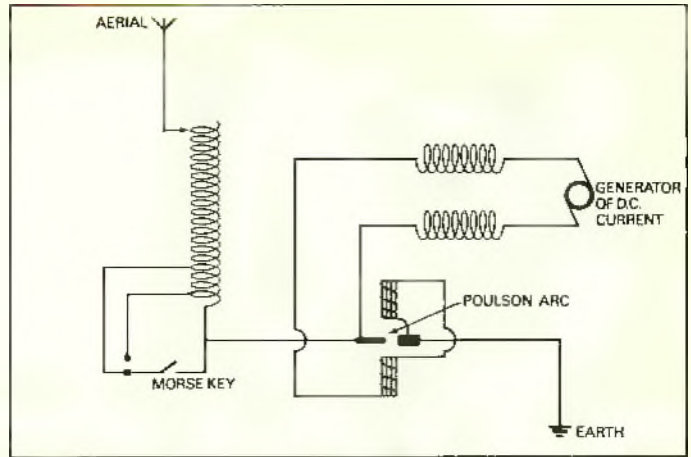 AERIAL
GENERATOR
OF D.C.
CURRENT
POULSON ARC
MORSE KEY
EARTH